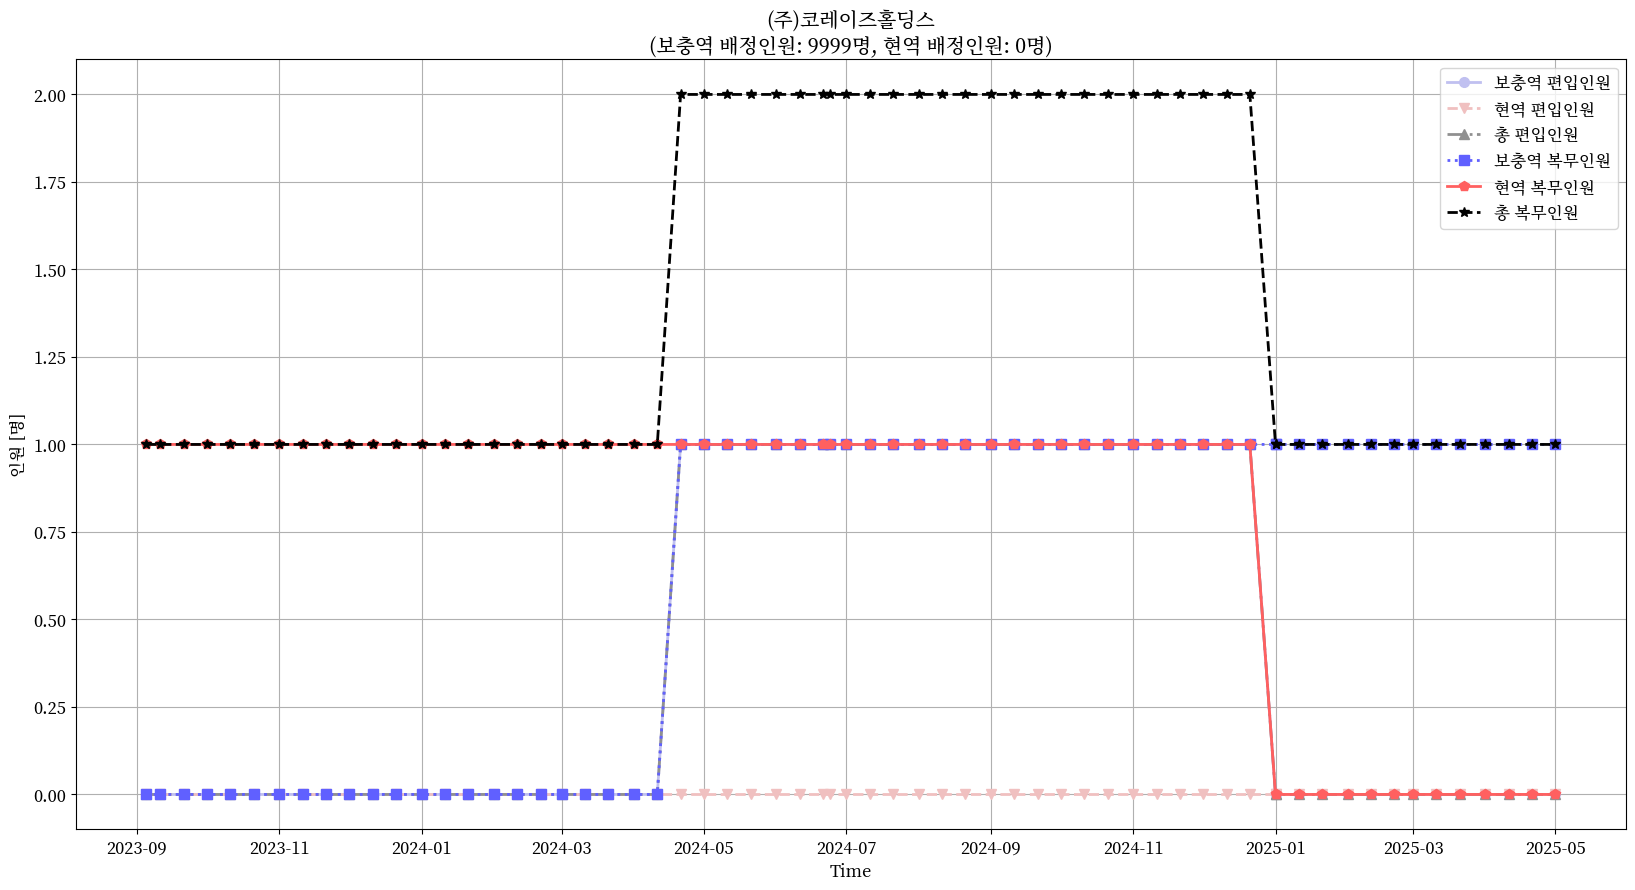 (주)코레이즈홀딩스
(보충역 배정인원: 9999명, 현역 배정인원: 0명)
보충역 편입인원
현역 편입인원
총 편입인원
보충역 복무인원
현역 복무인원
총 복무인원
인원 [명]
2.00
1.75
1.50
1.25
1.00
0.75
0.50
0.25
0.00
2023-09 2023-11 2024-01 2024-03 2024-05 2024-07 2024-09 2024-11 2025-01 2025-03 2025-05
Time